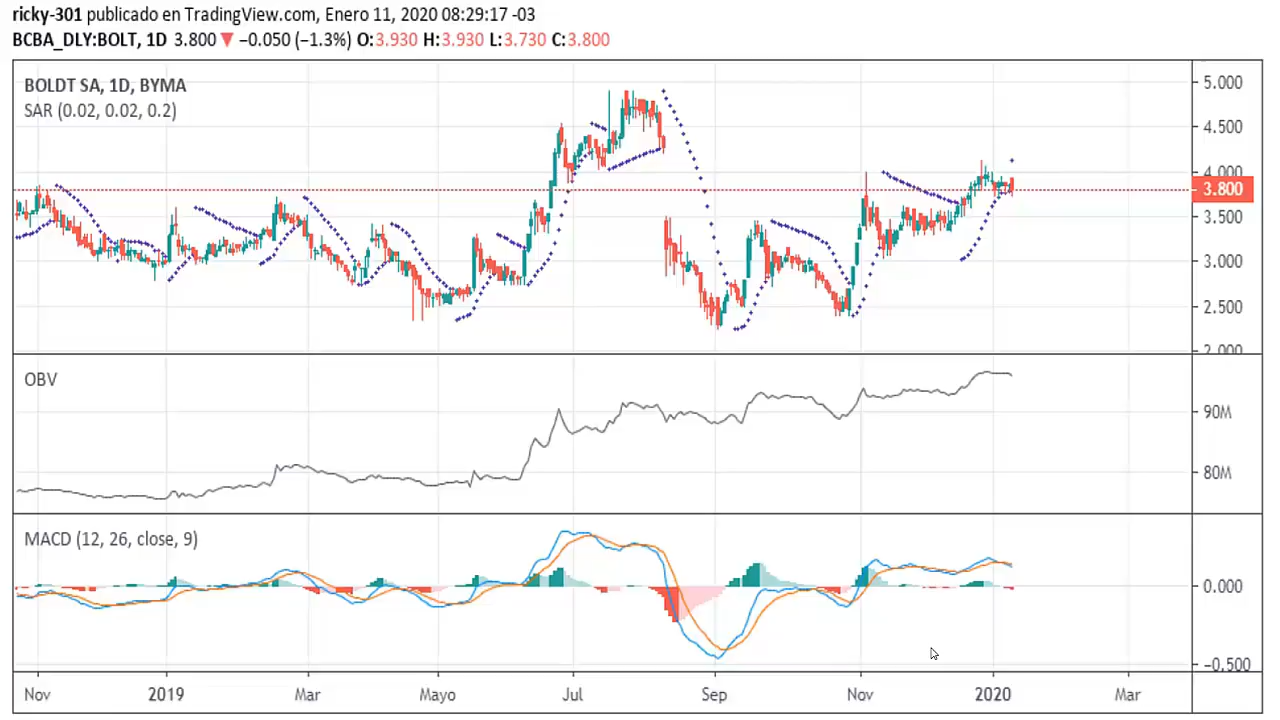 ricky-301 publicado en TradingView.com, Enero 11, 2020 08:29:17 -03
BCBA_DLY:BOLT, 1D 3.800 ▼ −0.050 (−1.3%) O:3.930 H:3.930 L:3.730 C:3.800
BOLDT SA, 1D, BYMA
SAR (0.02, 0.02, 0.2)
5.000
4.500
4.000
3.800
3.500
3.000
2.500
2.000
OBV
90M
80M
MACD (12, 26, close, 9)
0.000
−0.500
Nov 2019 Mar Mayo Jul Sep Nov 2020 Mar